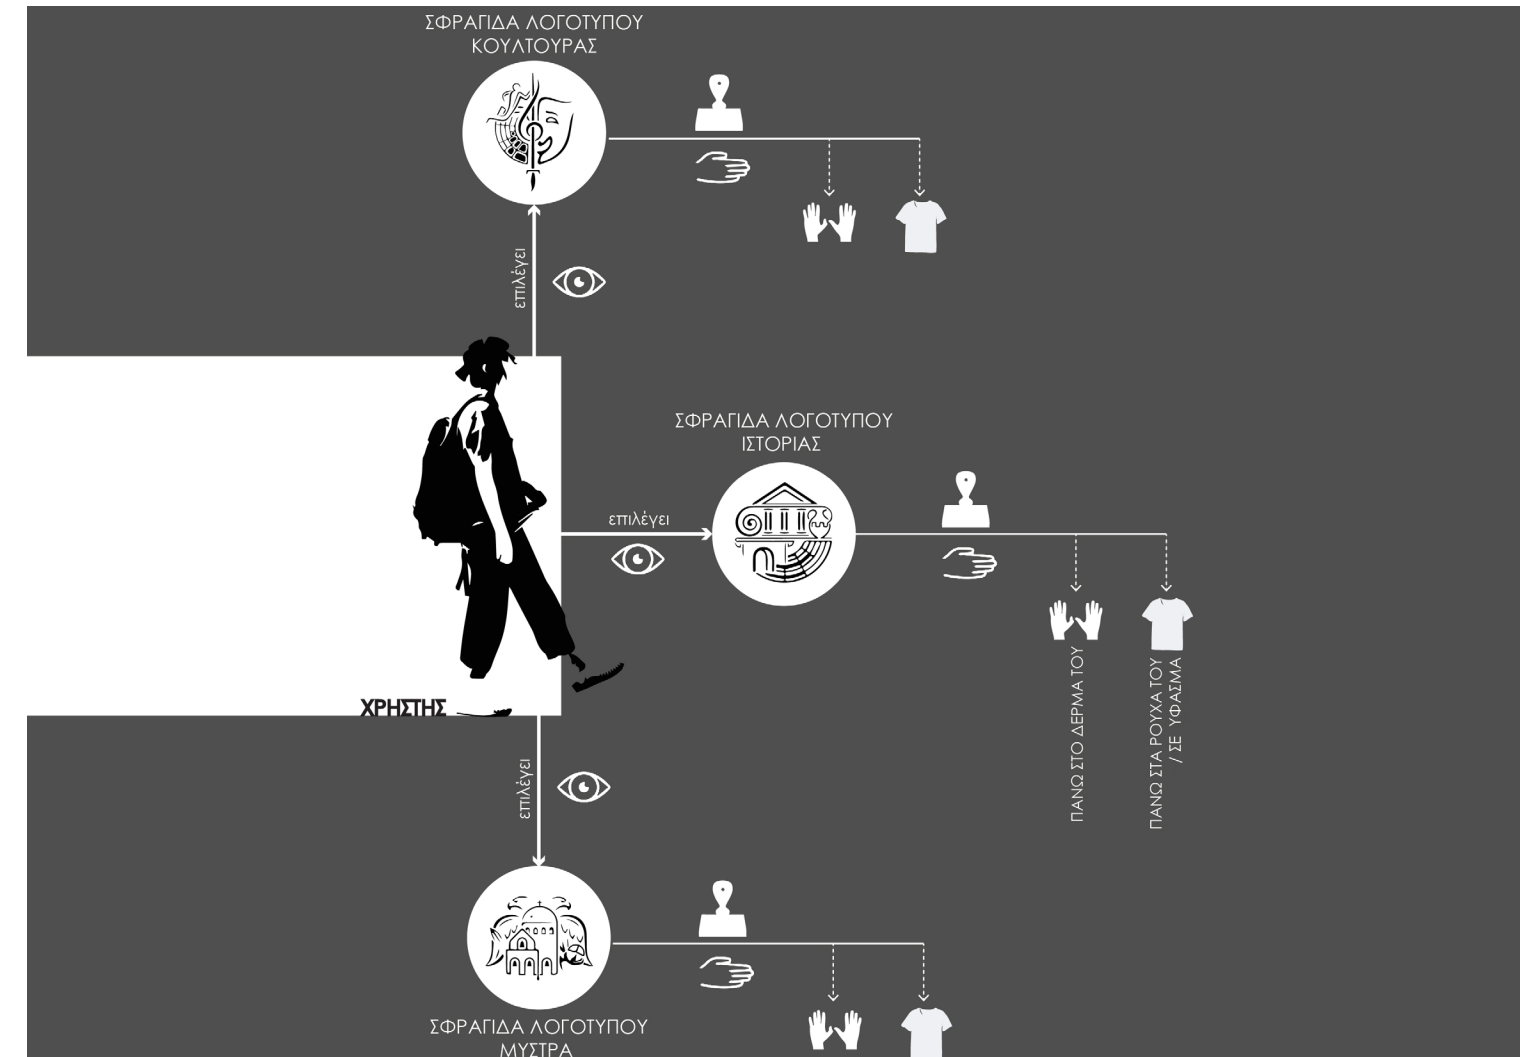 ΣΦΡΑΓΙΔΑ ΛΟΓΟΤΥΠΟΥ
ΚΟΥΛΤΟΥΡΑΣ
επιλέγει
ΣΦΡΑΓΙΔΑ ΛΟΓΟΤΥΠΟΥ
ΙΣΤΟΡΙΑΣ
επιλέγει
ΠΑΝΩ ΣΤΟ ΔΕΡΜΑ ΤΟΥ
ΠΑΝΩ ΣΤΑ ΡΟΥΧΑ ΤΟΥ
/ ΣΕ ΥΦΑΣΜΑ
ΧΡΗΣΤΗΣ
επιλέγει
ΣΦΡΑΓΙΔΑ ΛΟΓΟΤΥΠΟΥ
ΜΥΣΤΡΑ